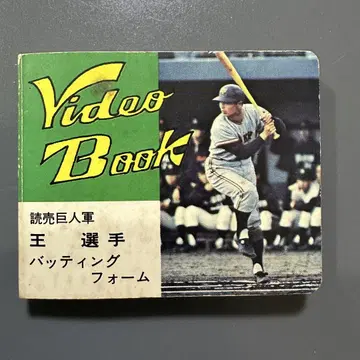 Video
Book
読売巨人軍
王 選手
バッティング
フォーム